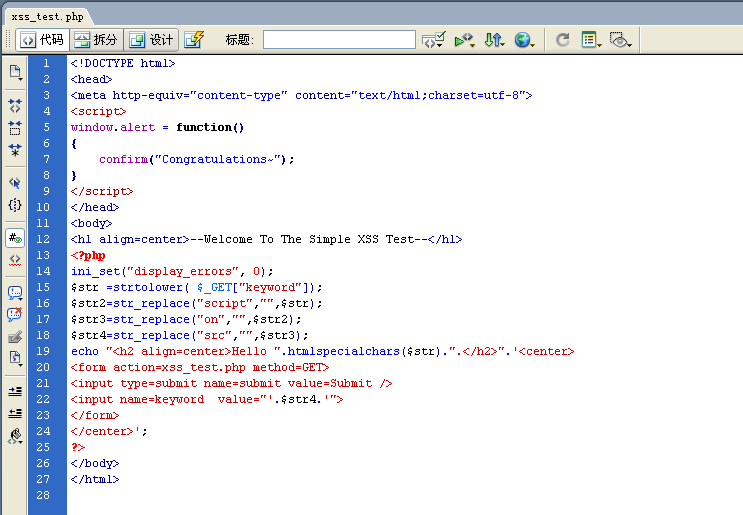 xss_test.php
代码 拆分 设计 标题:
1 <!DOCTYPE html>
2 <head>
3 <meta http-equiv="content-type" content="text/html;charset=utf-8">
4 <script>
5 window.alert = function()
6 {
7     confirm("Congratulations~");
8 }
9 </script>
10 </head>
11 <body>
12 <h1 align=center>--Welcome To The Simple XSS Test--</h1>
13 <?php
14 ini_set("display_errors", 0);
15 $str =strtolower( $_GET["keyword"]);
16 $str2=str_replace("script","",$str);
17 $str3=str_replace("on","",$str2);
18 $str4=str_replace("src","",$str3);
19 echo "<h2 align=center>Hello ".htmlspecialchars($str).".</h2>".'<center>
20 <form action=xss_test.php method=GET>
21 <input type=submit name=submit value=Submit />
22 <input name=keyword  value="'.$str4.'">
23 </form>
24 </center>';
25 ?>
26 </body>
27 </html>
28